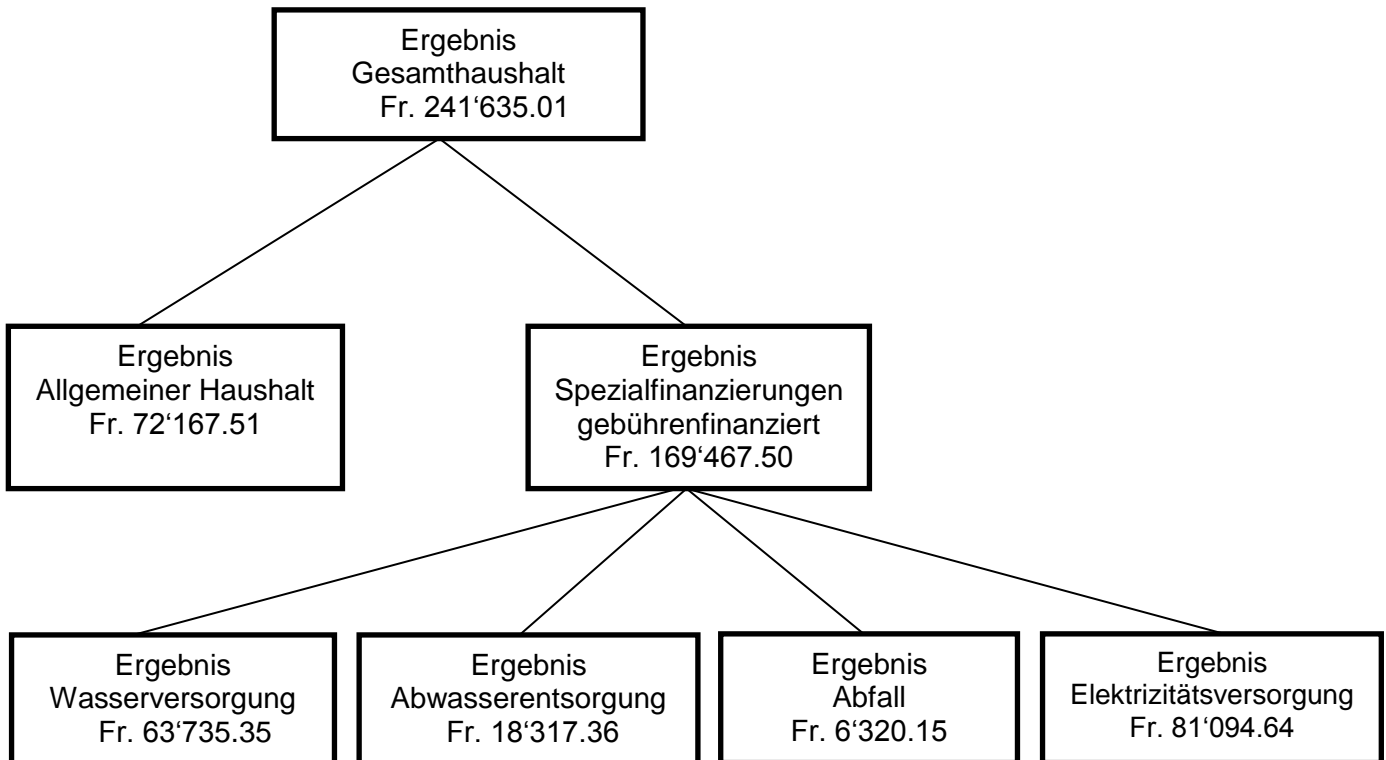 Ergebnis
Gesamthaushalt
Fr. 241‘635.01
Ergebnis
Allgemeiner Haushalt
Fr. 72‘167.51
Ergebnis
Spezialfinanzierungen
gebührenfinanziert
Fr. 169‘467.50
Ergebnis
Wasserversorgung
Fr. 63‘735.35
Ergebnis
Abwasserentsorgung
Fr. 18‘317.36
Ergebnis
Abfall
Fr. 6‘320.15
Ergebnis
Elektrizitätsversorgung
Fr. 81‘094.64